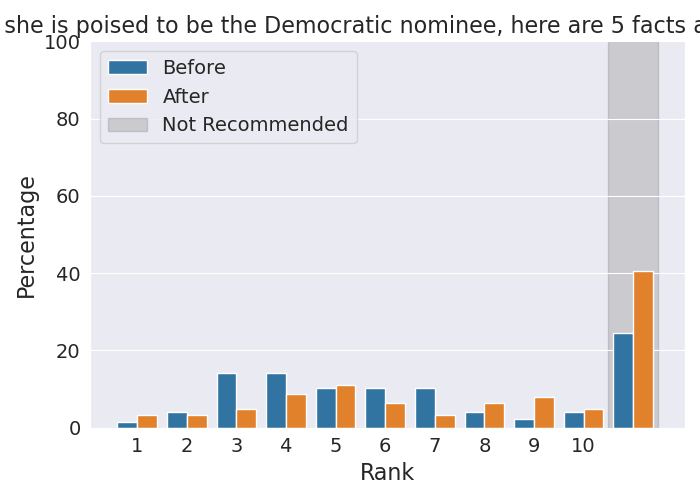 she is poised to be the Democratic nominee, here are 5 facts
100
80
60
40
20
0
Percentage
Before
After
Not Recommended
1 2 3 4 5 6 7 8 9 10
Rank